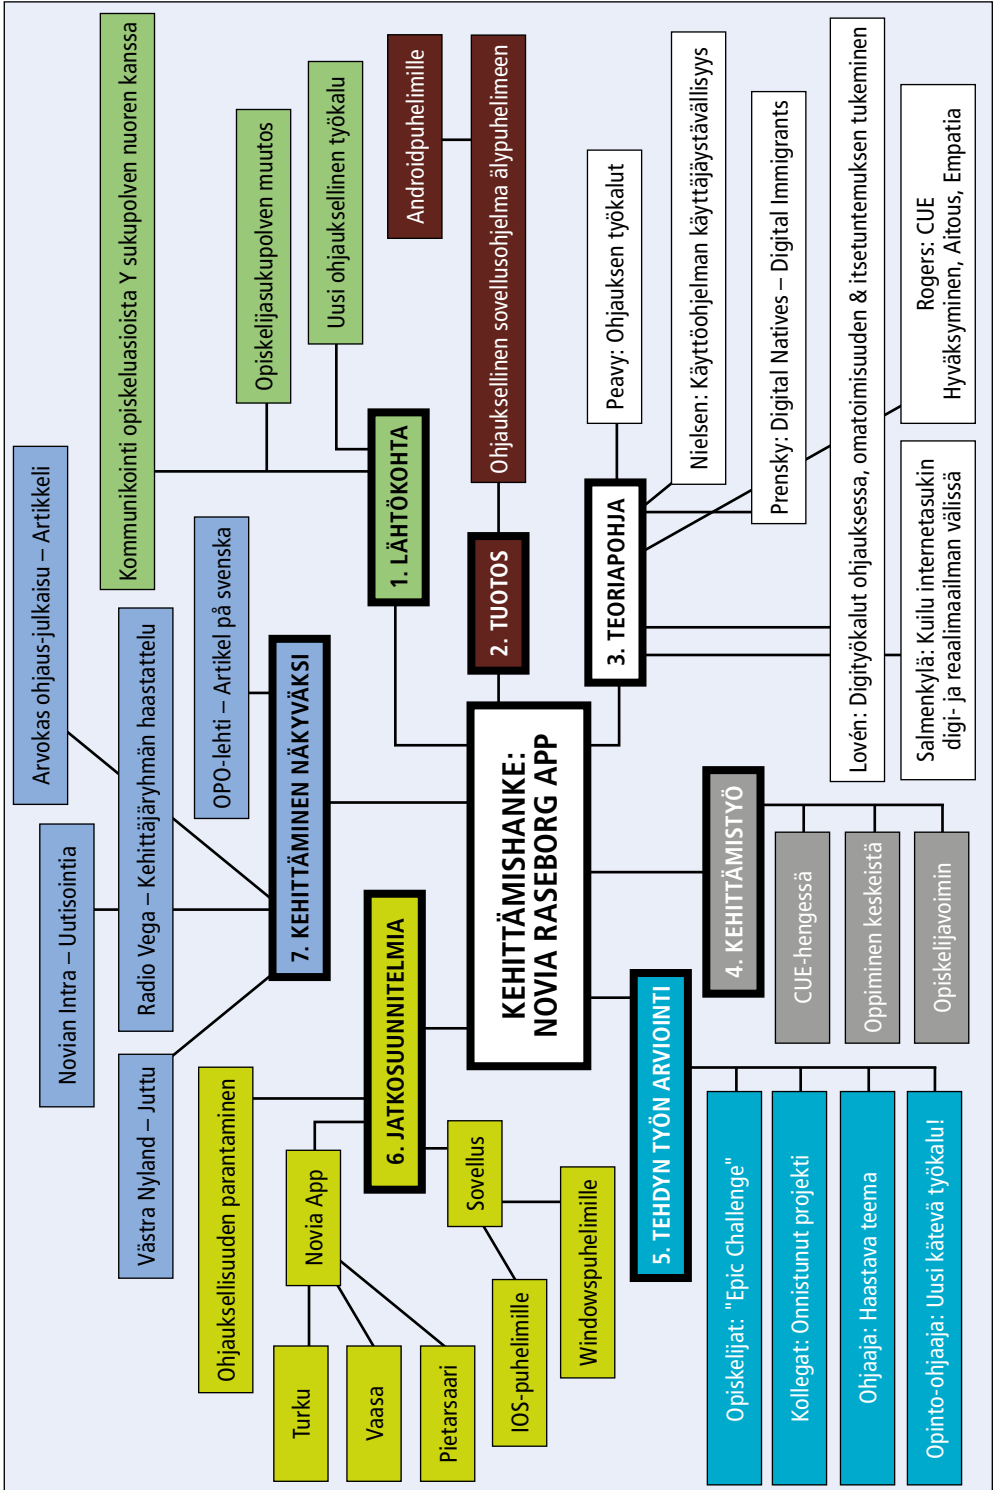 KEHITTÄMISHANKE:
NOVIA RASEBORG APP
1. LÄHTÖKOHTA
Kommunikointi opiskeluasioista Y sukupolven nuoren kanssa
Opiskelijasukupolven muutos
Uusi ohjauksellinen työkalu
2. TUOTOS
Androidpuhelimille
Ohjauksellinen sovellusohjelma älypuhelimeen
3. TEORIAPOHJA
Peavy: Ohjauksen työkalut
Nielsen: Käyttöohjelman käyttäjäystävällisyys
Prensky: Digital Natives – Digital Immigrants
Lovén: Digityökalut ohjauksessa, omatoimisuuden & itsetuntemuksen tukeminen
Rogers: CUE
Hyväksyminen, Aitous, Empatia
Salmenkylä: Kuilu internetasukin
digi- ja reaalimaailman välissä
4. KEHITTÄMISTYÖ
CUE-hengessä
Oppiminen keskeistä
Opiskelijavoimin
5. TEHDYN TYÖN ARVIOINTI
Opiskelijat: "Epic Challenge"
Kollegat: Onnistunut projekti
Ohjaaja: Haastava teema
Opinto-ohjaaja: Uusi kätevä työkalu!
6. JATKOSUUNNITELMIA
Ohjauksellisuuden parantaminen
Novia App
Turku
Vaasa
Pietarsaari
Sovellus
IOS-puhelimille
Windowspuhelimille
7. KEHITTÄMINEN NÄKYVÄKSI
Västra Nyland – Juttu
Novian Intra – Uutisointia
Radio Vega – Kehittäjäryhmän haastattelu
Arvokas ohjaus-julkaisu – Artikkeli
OPO-lehti – Artikel på svenska